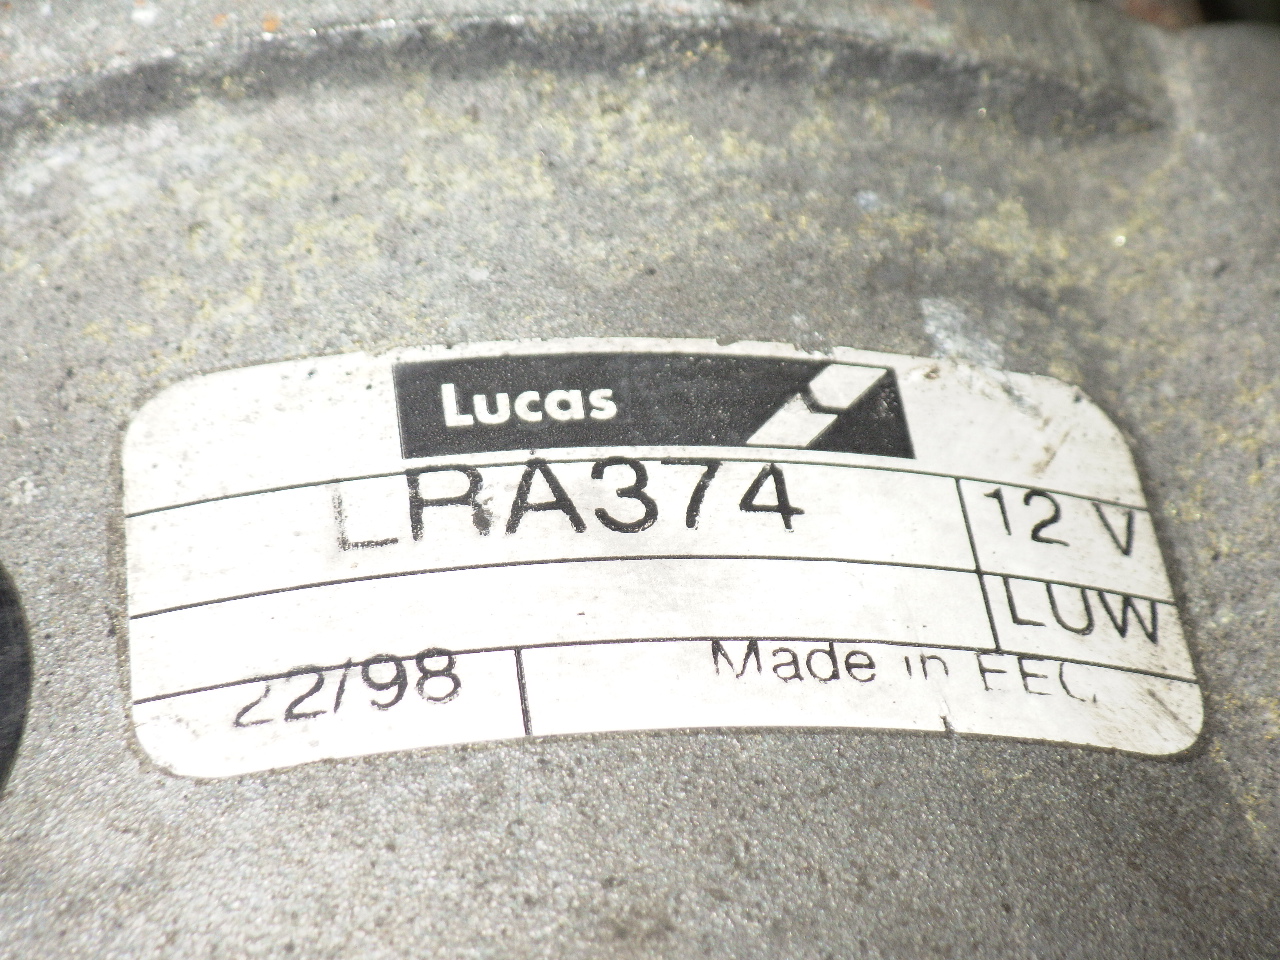 Lucas
LRA374
12 V
LUW
22/98
Made in EEC